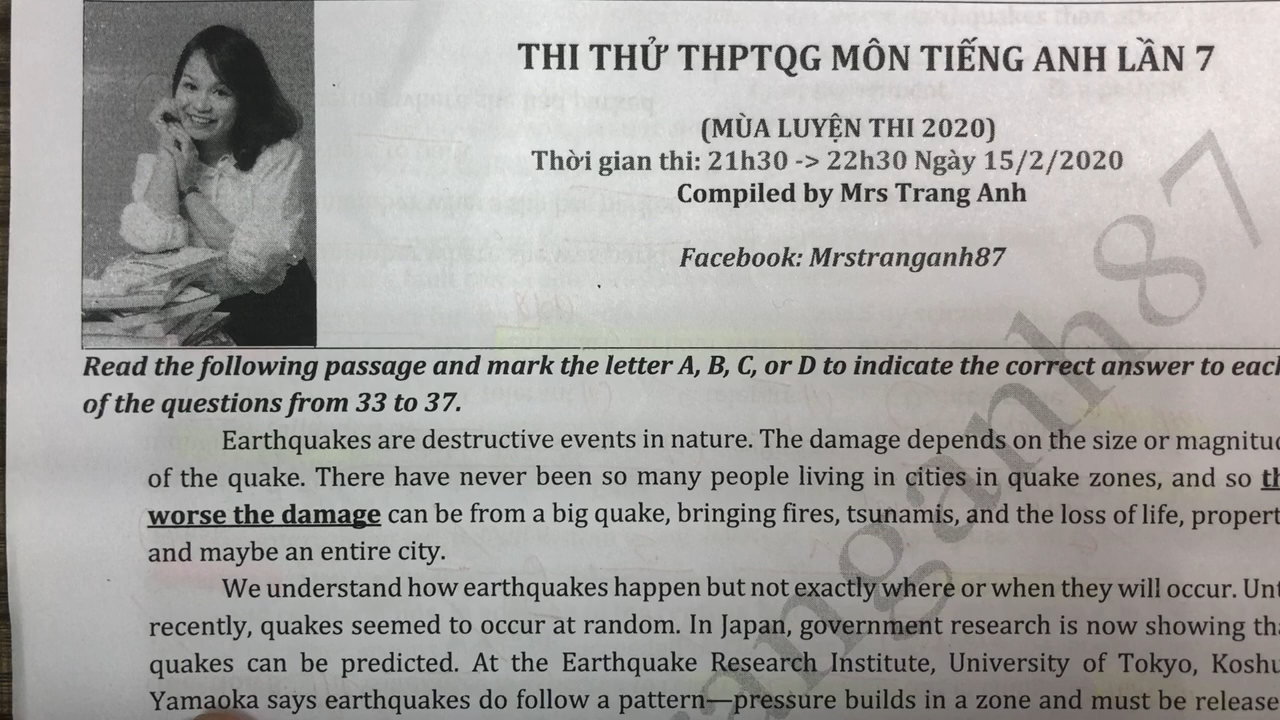 THI THỬ THPTQG MÔN TIẾNG ANH LẦN 7
(MÙA LUYỆN THI 2020)
Thời gian thi: 21h30 -> 22h30 Ngày 15/2/2020
Compiled by Mrs Trang Anh
Facebook: Mrstranganh87
Read the following passage and mark the letter A, B, C, or D to indicate the correct answer to each
of the questions from 33 to 37.
Earthquakes are destructive events in nature. The damage depends on the size or magnitud
of the quake. There have never been so many people living in cities in quake zones, and so th
worse the damage can be from a big quake, bringing fires, tsunamis, and the loss of life, propert
and maybe an entire city.
We understand how earthquakes happen but not exactly where or when they will occur. Unt
recently, quakes seemed to occur at random. In Japan, government research is now showing tha
quakes can be predicted. At the Earthquake Research Institute, University of Tokyo, Koshu
Yamaoka says earthquakes do follow a pattern—pressure builds in a zone and must be release
anganh87